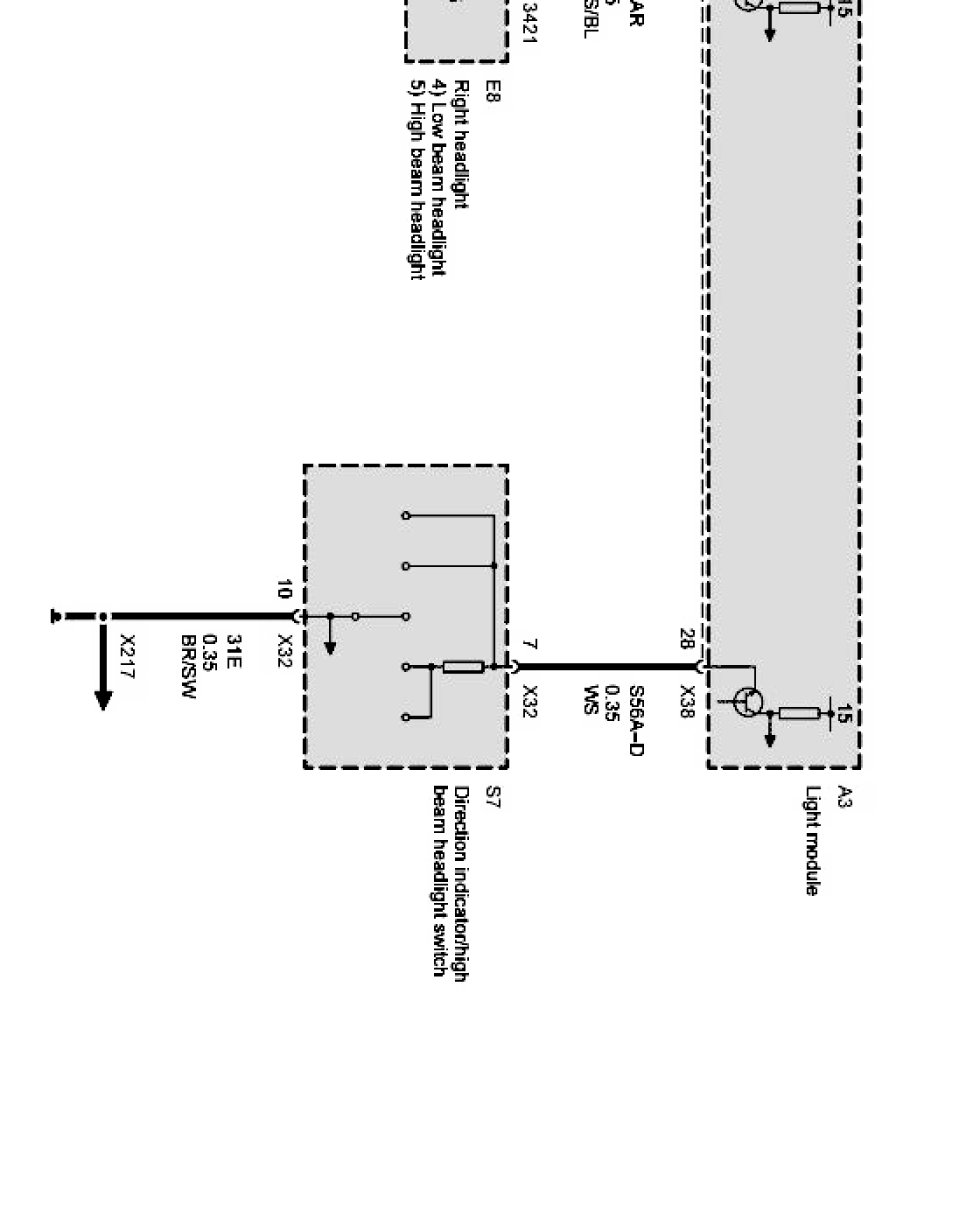 15
AR
S/BL
3421
E8
Right headlight
4) Low beam headlight
5) High beam headlight
28
X38
15
A3
Light module
S56A-D
0.35
WS
7
X32
S7
Direction indicator/high
beam headlight switch
10
X32
31E
0.35
BR/SW
X217